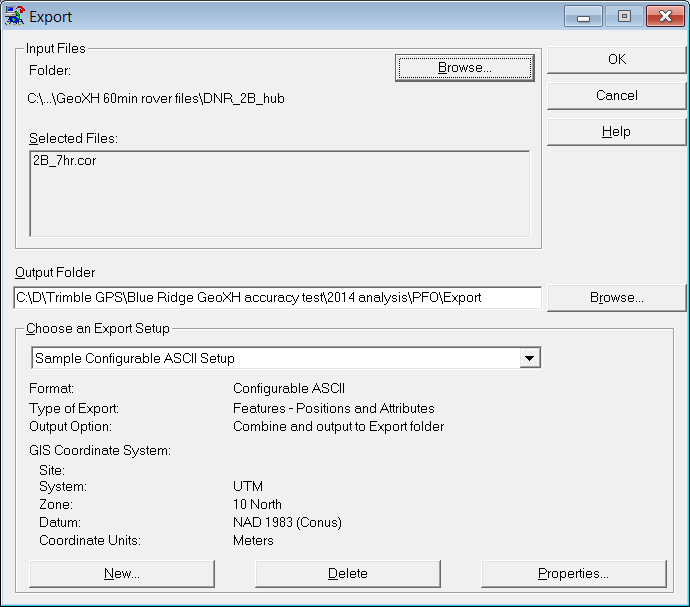 Export
Input Files
Folder:
Browse...
OK
Cancel
Help
C:\...\GeoXH 60min rover files\DNR_2B_hub
Selected Files:
2B_7hr.cor
Output Folder
C:\D\Trimble GPS\Blue Ridge GeoXH accuracy test\2014 analysis\PFO\Export
Browse...
Choose an Export Setup
Sample Configurable ASCII Setup
Format: Configurable ASCII
Type of Export: Features - Positions and Attributes
Output Option: Combine and output to Export folder
GIS Coordinate System:
Site:
System: UTM
Zone: 10 North
Datum: NAD 1983 (Conus)
Coordinate Units: Meters
New... Delete Properties...